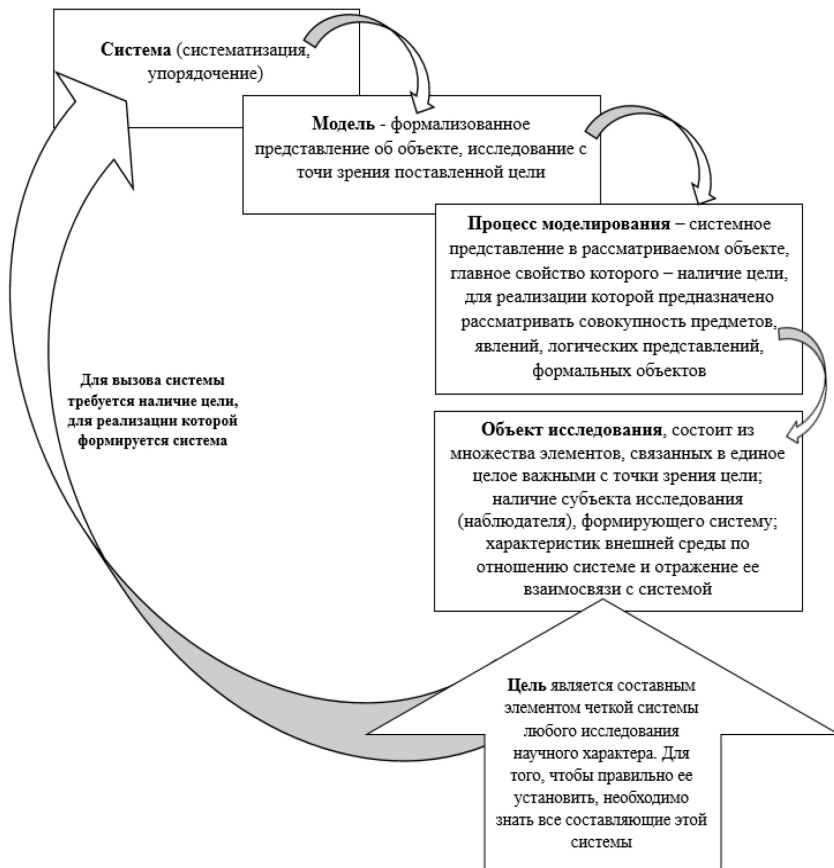 Система (систематизация,
упорядочение)
Модель - формализованное
представление об объекте, исследование с
точи зрения поставленной цели
Процесс моделирования – системное
представление в рассматриваемом объекте,
главное свойство которого – наличие цели,
для реализации которой предназначено
рассматривать совокупность предметов,
явлений, логических представлений,
формальных объектов
Для вызова системы
требуется наличие цели,
для реализации которой
формируется система
Объект исследования, состоит из
множества элементов, связанных в единое
целое важными с точки зрения цели;
наличие субъекта исследования
(наблюдателя), формирующего систему;
характеристик внешней среды по
отношению системе и отражение ее
взаимосвязи с системой
Цель является составным
элементом четкой системы
любого исследования
научного характера. Для
того, чтобы правильно ее
установить, необходимо
знать все составляющие этой
системы